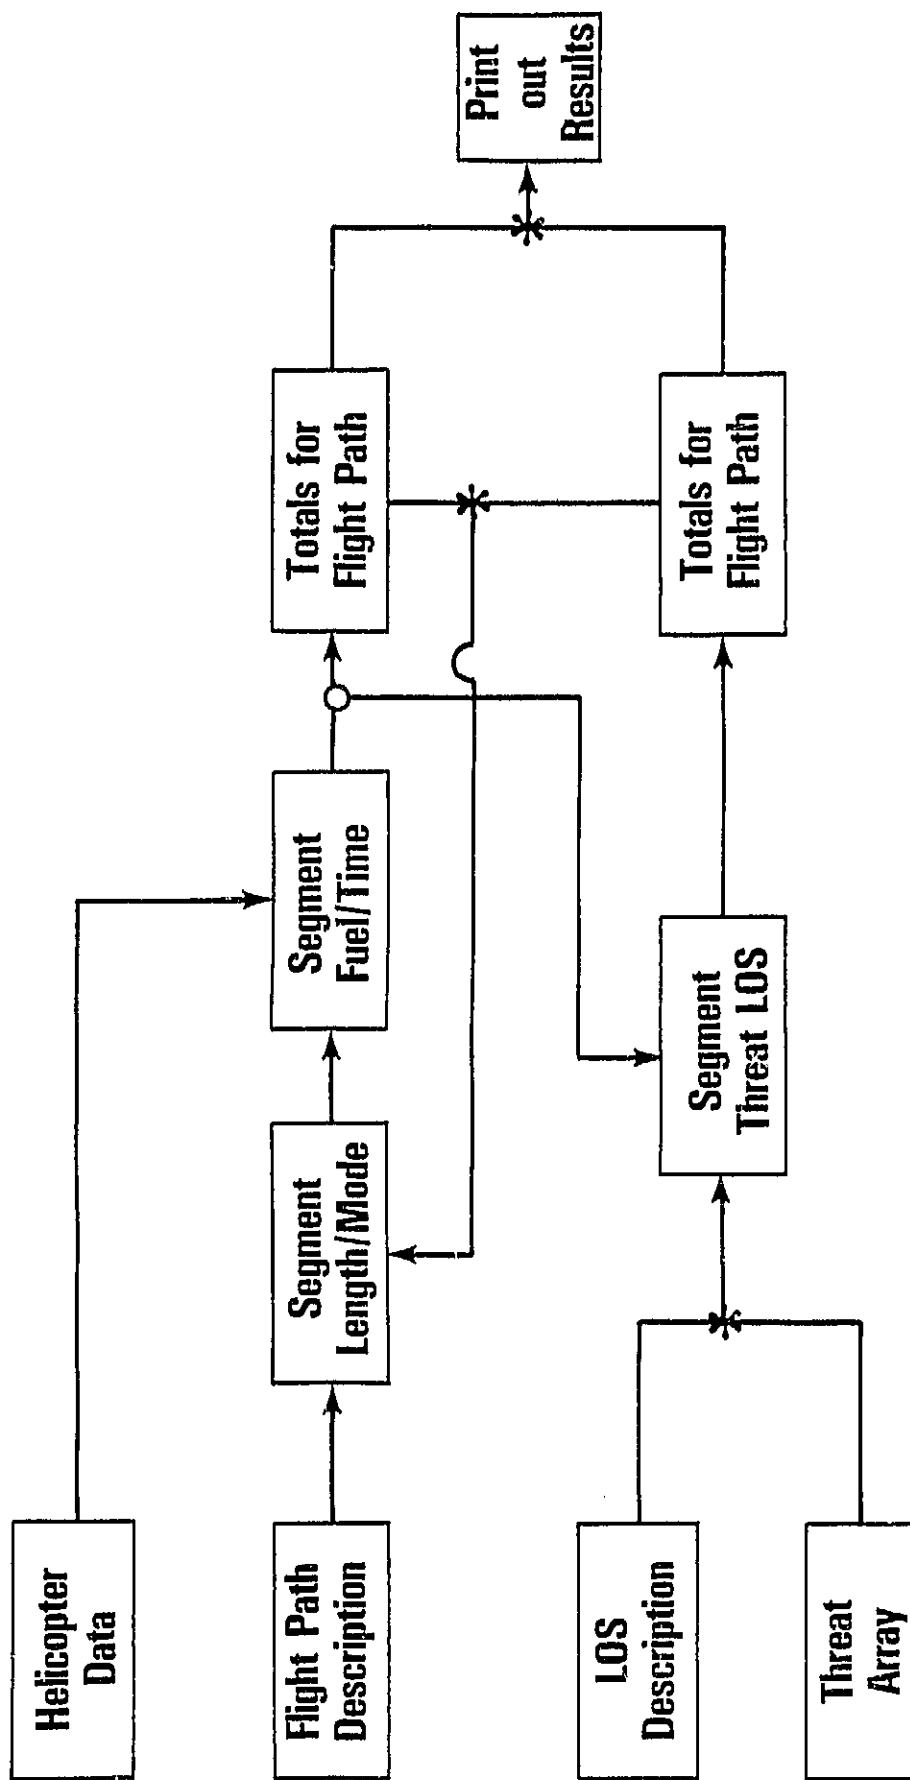 Helicopter
Data
Flight Path
Description
LOS
Description
Threat
Array
Segment
Length/Mode
Segment
Fuel/Time
Segment
Threat LOS
Totals for
Flight Path
Totals for
Flight Path
Print
out
Results